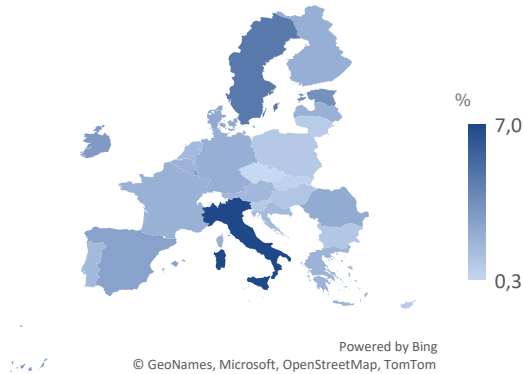 %
7,0
0,3
Powered by Bing
© GeoNames, Microsoft, OpenStreetMap, TomTom